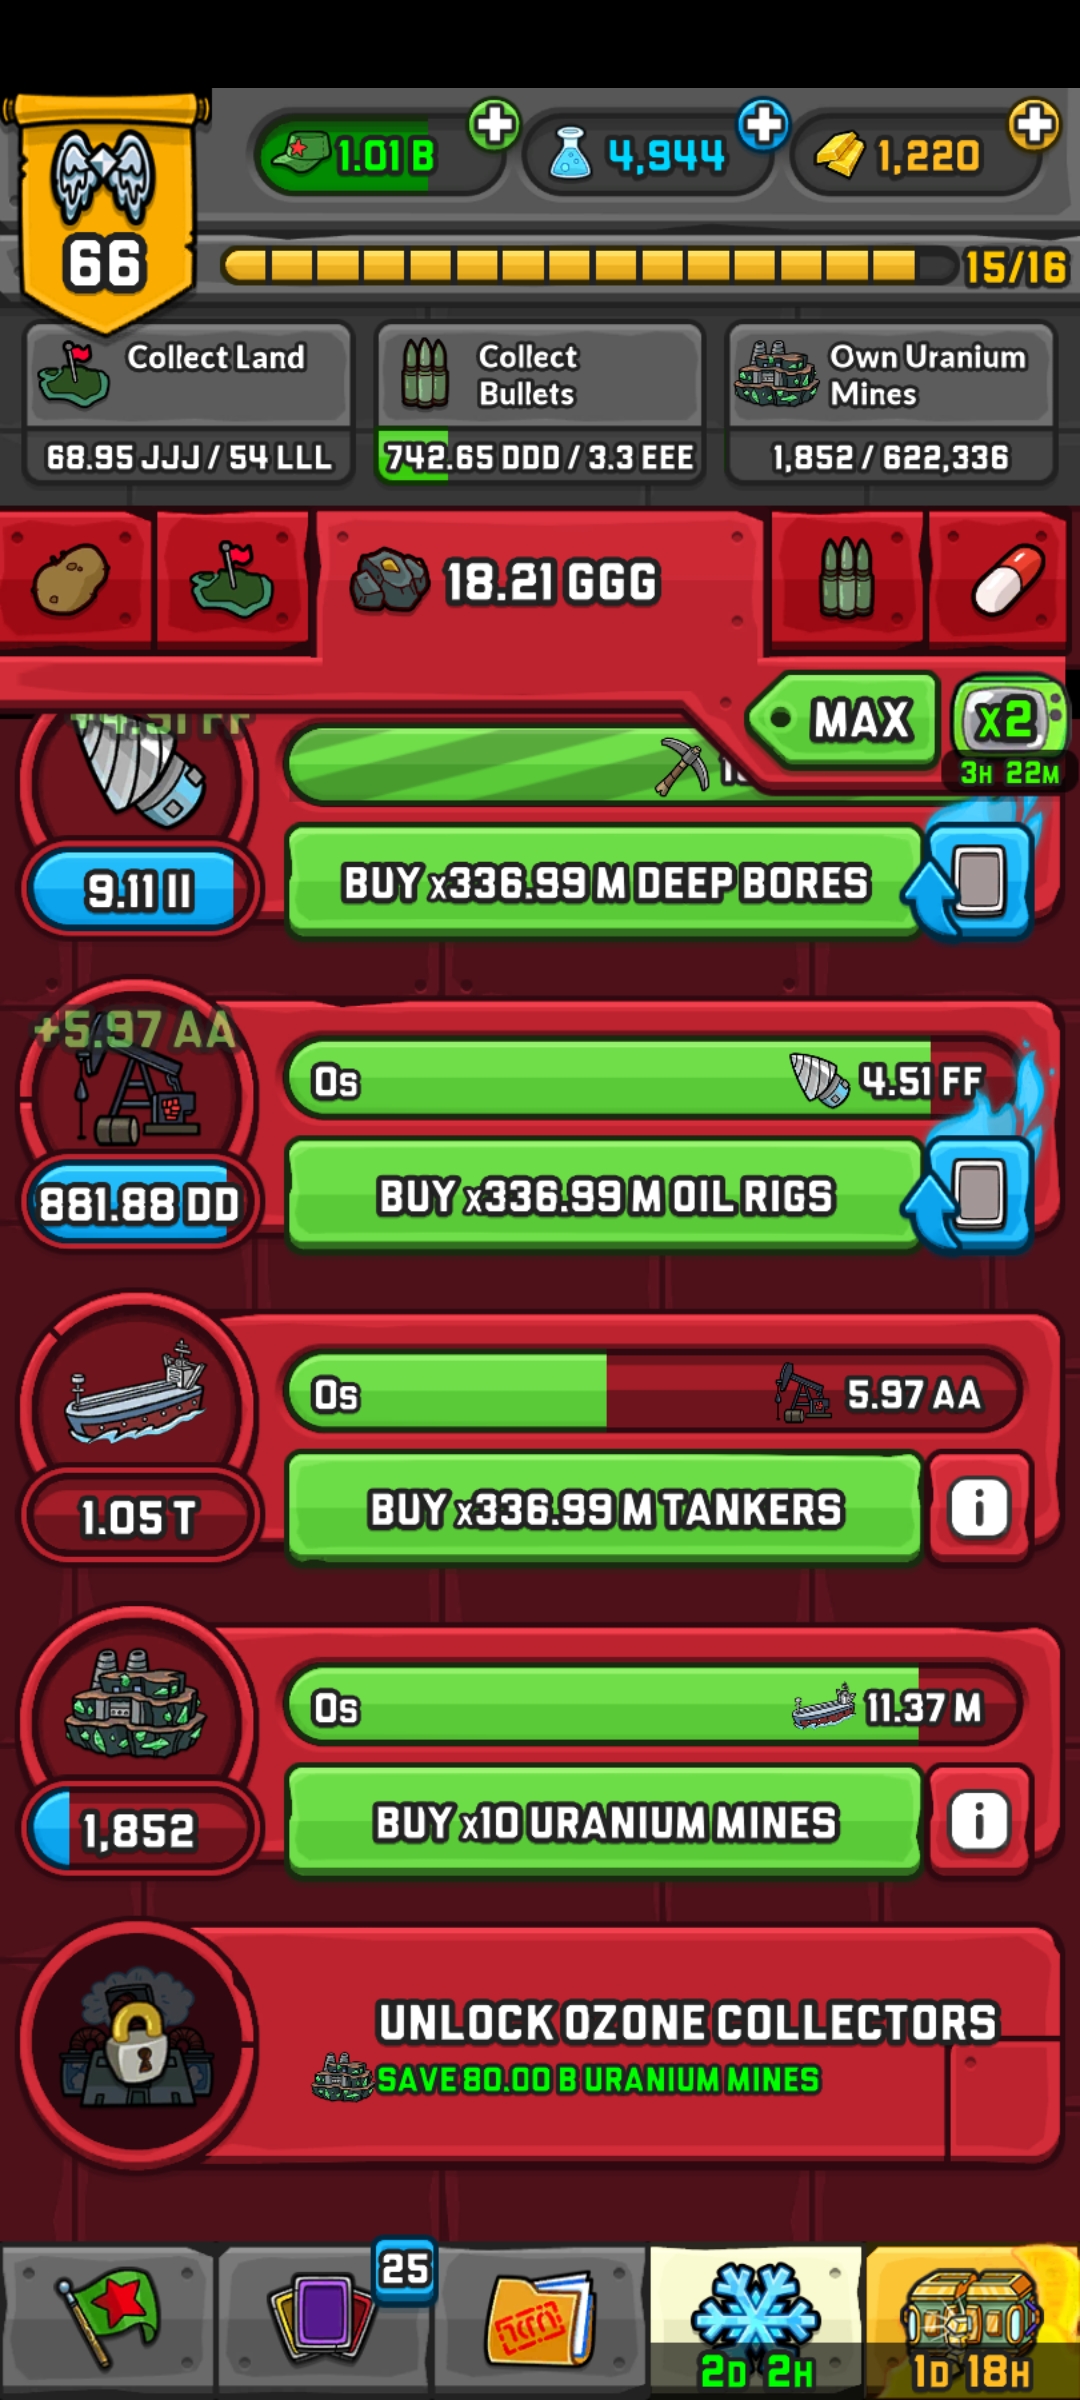 66
1.01 B
4,944
1,220
15/16
Collect Land
68.95 JJJ / 54 LLL
Collect
Bullets
742.65 DDD / 3.3 EEE
Own Uranium
Mines
1,852 / 622,336
18.21 GGG
MAX
x2
3H 22M
9.11 II
BUY x336.99 M DEEP BORES
+5.97 AA
0s
4.51 FF
881.88 DD
BUY x336.99 M OIL RIGS
0s
5.97 AA
1.05 T
BUY x336.99 M TANKERS
i
0s
11.37 M
1,852
BUY x10 URANIUM MINES
i
UNLOCK OZONE COLLECTORS
SAVE 80.00 B URANIUM MINES
25
2D 2H
1D 18H